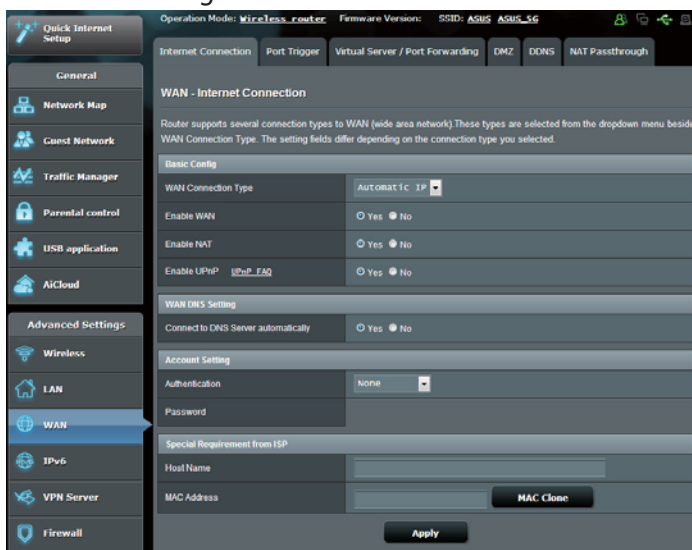 Quick Internet Setup
Operation Mode: Wireless router Firmware Version: SSID: ASUS ASUS_5G
Internet Connection Port Trigger Virtual Server / Port Forwarding DMZ DDNS NAT Passthrough
General
Network Map
Guest Network
Traffic Manager
Parental control
USB application
AiCloud
Advanced Settings
Wireless
LAN
WAN
IPv6
VPN Server
Firewall
WAN - Internet Connection
Router supports several connection types to WAN (wide area network).These types are selected from the dropdown menu beside
WAN Connection Type. The setting fields differ depending on the connection type you selected.
Basic Config
WAN Connection Type Automatic IP
Enable WAN Yes No
Enable NAT Yes No
Enable UPnP UPnP FAQ Yes No
WAN DNS Setting
Connect to DNS Server automatically Yes No
Account Setting
Authentication None
Password
Special Requirement from ISP
Host Name
MAC Address MAC Clone
Apply